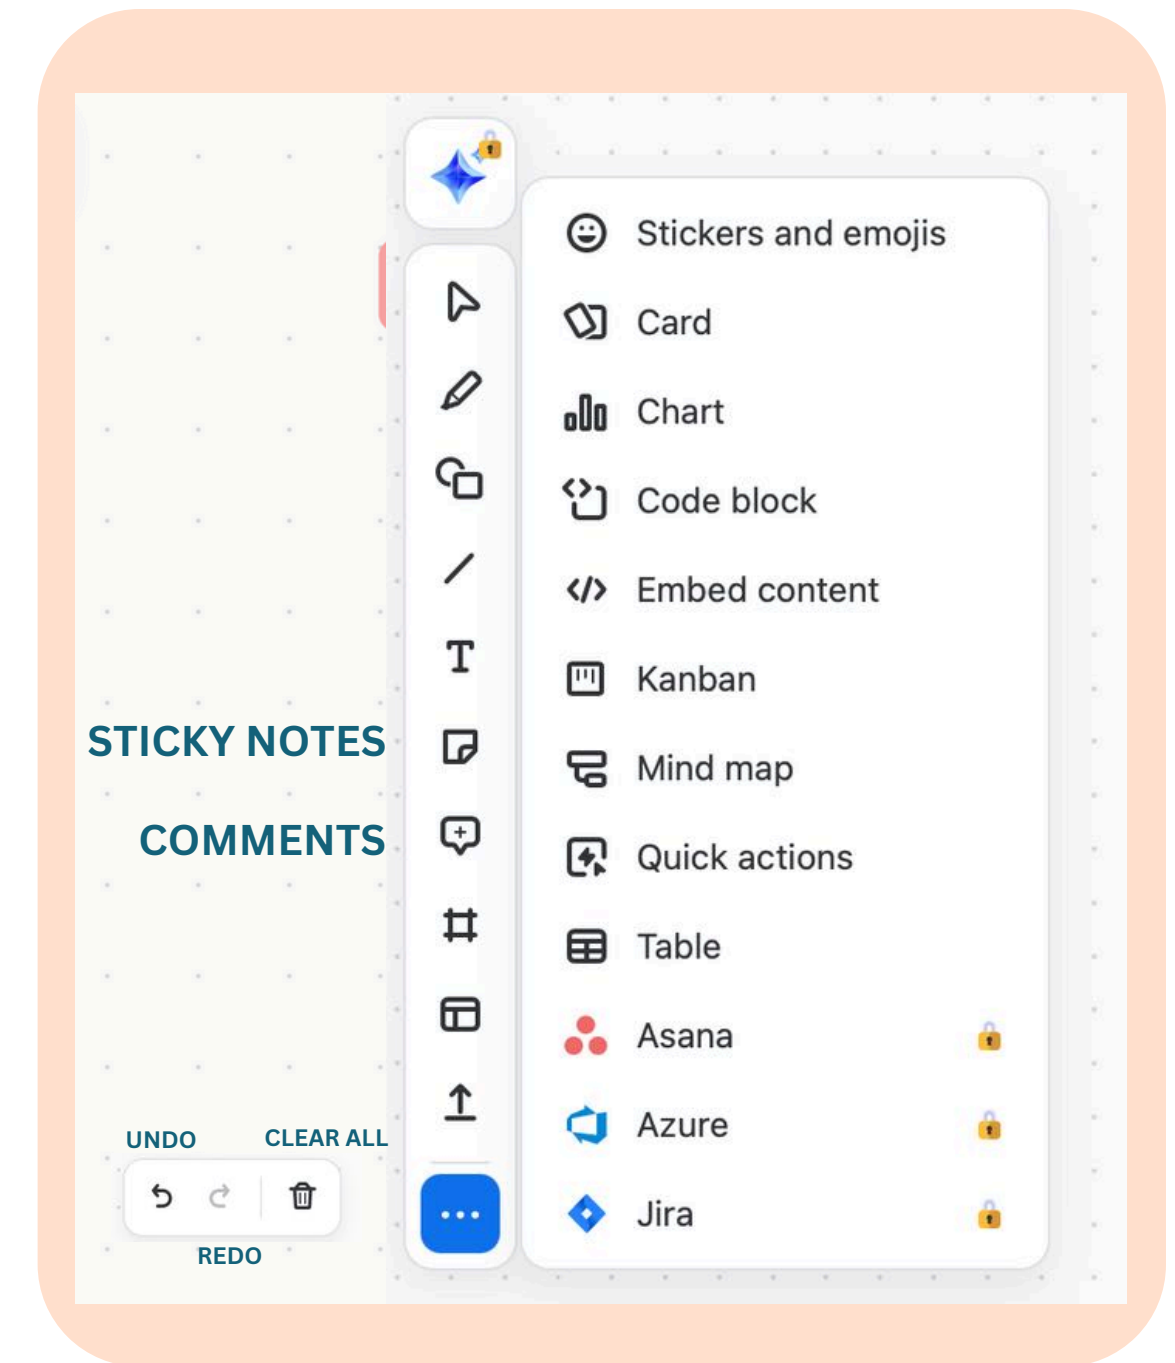 Stickers and emojis
Card
Chart
Code block
Embed content
Kanban
Mind map
Quick actions
Table
Asana
Azure
Jira
STICKY NOTES
COMMENTS
UNDO
CLEAR ALL
REDO